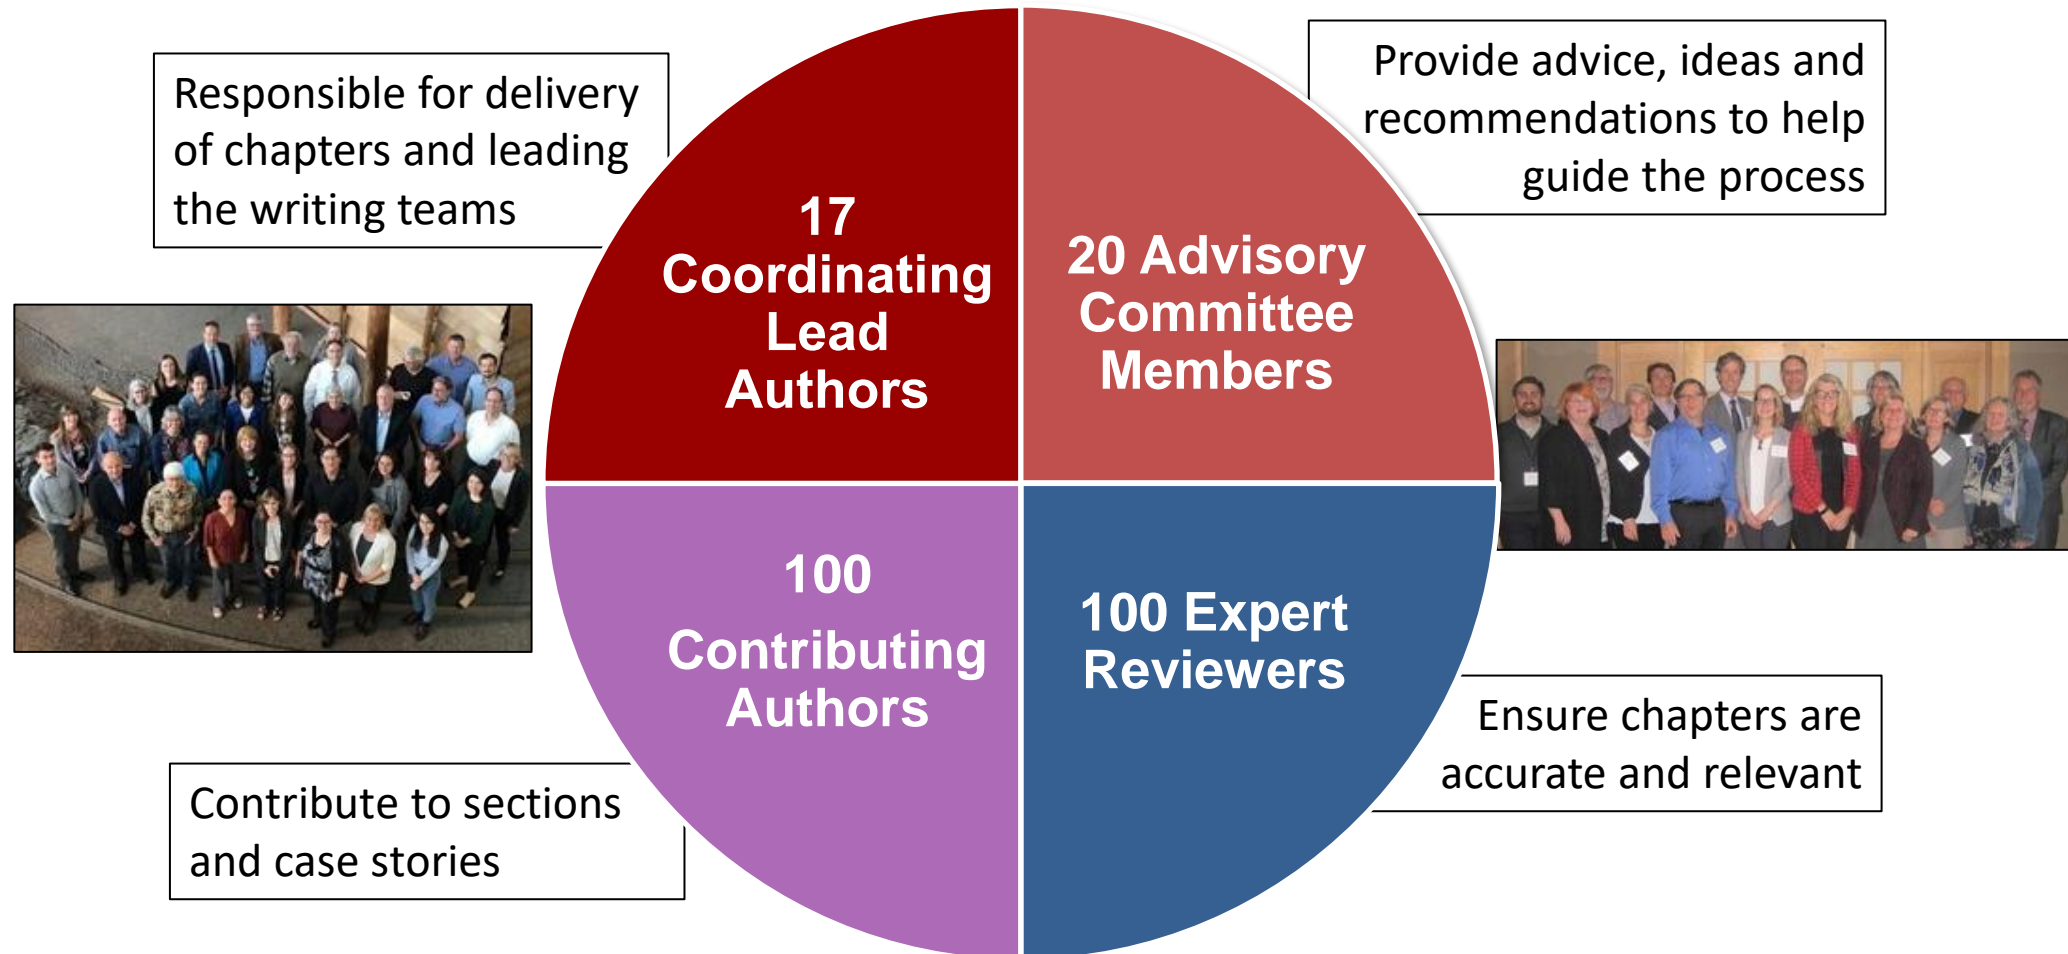 Responsible for delivery
of chapters and leading
the writing teams
17
Coordinating
Lead
Authors
20 Advisory
Committee
Members
Provide advice, ideas and
recommendations to help
guide the process
100
Contributing
Authors
100 Expert
Reviewers
Contribute to sections
and case stories
Ensure chapters are
accurate and relevant